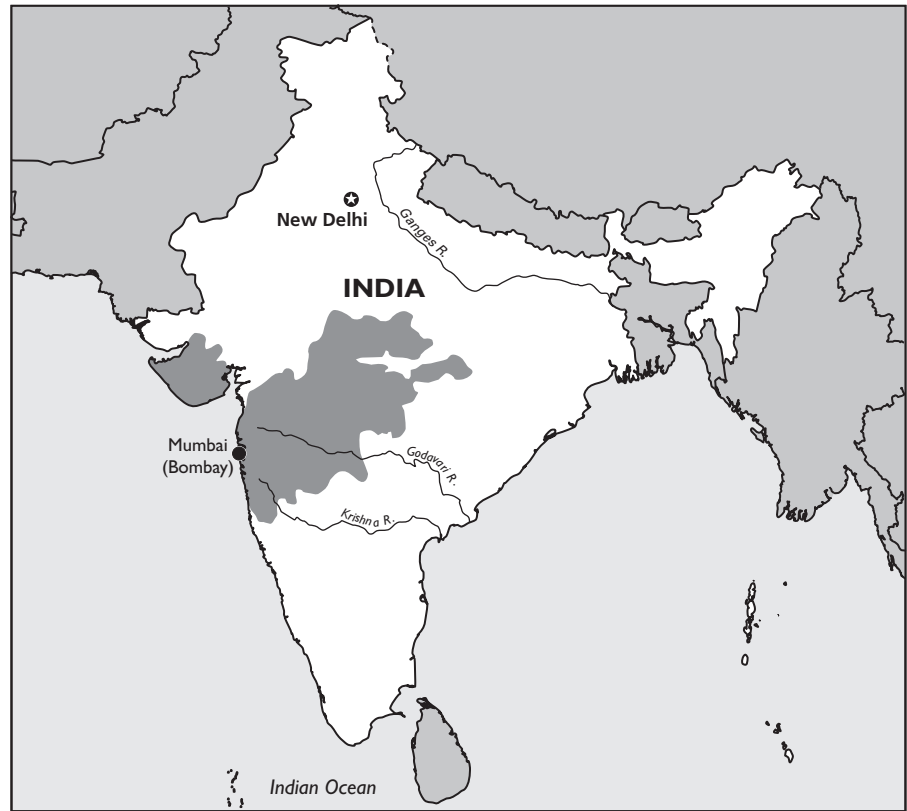 New Delhi
Ganges R.
INDIA
Mumbai
(Bombay)
Godavari R.
Krishna R.
Indian Ocean